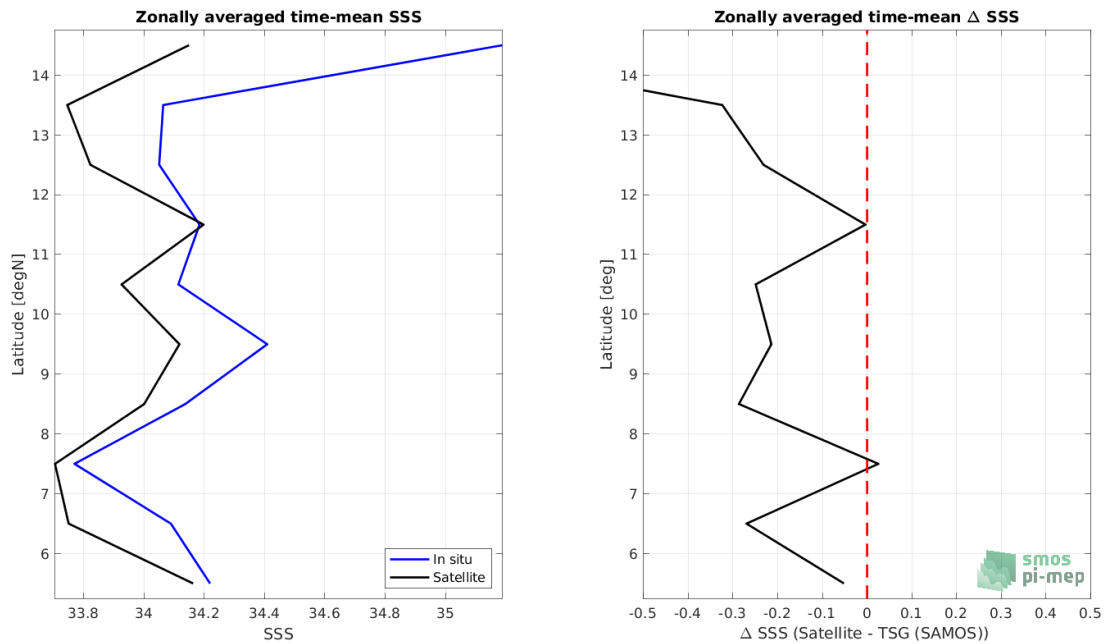 Zonally averaged time-mean SSS
14
13
12
11
10
9
8
7
6
Latitude [degN]
33.8 34 34.2 34.4 34.6 34.8 35
SSS
In situ
Satellite
Zonally averaged time-mean Δ SSS
14
13
12
11
10
9
8
7
6
Latitude [deg]
-0.5 -0.4 -0.3 -0.2 -0.1 0 0.1 0.2 0.3 0.4 0.5
Δ SSS (Satellite - TSG (SAMOS))
smos
pi-mep